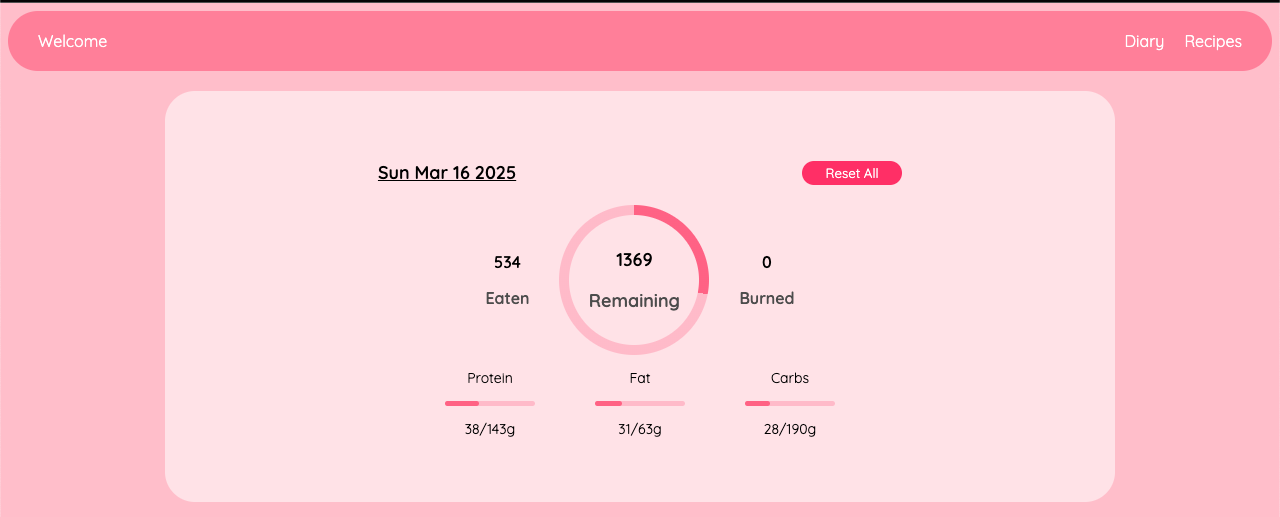 Welcome Diary Recipes
Sun Mar 16 2025 Reset All
534 1369 0
Eaten Remaining Burned
Protein Fat Carbs
38/143g 31/63g 28/190g